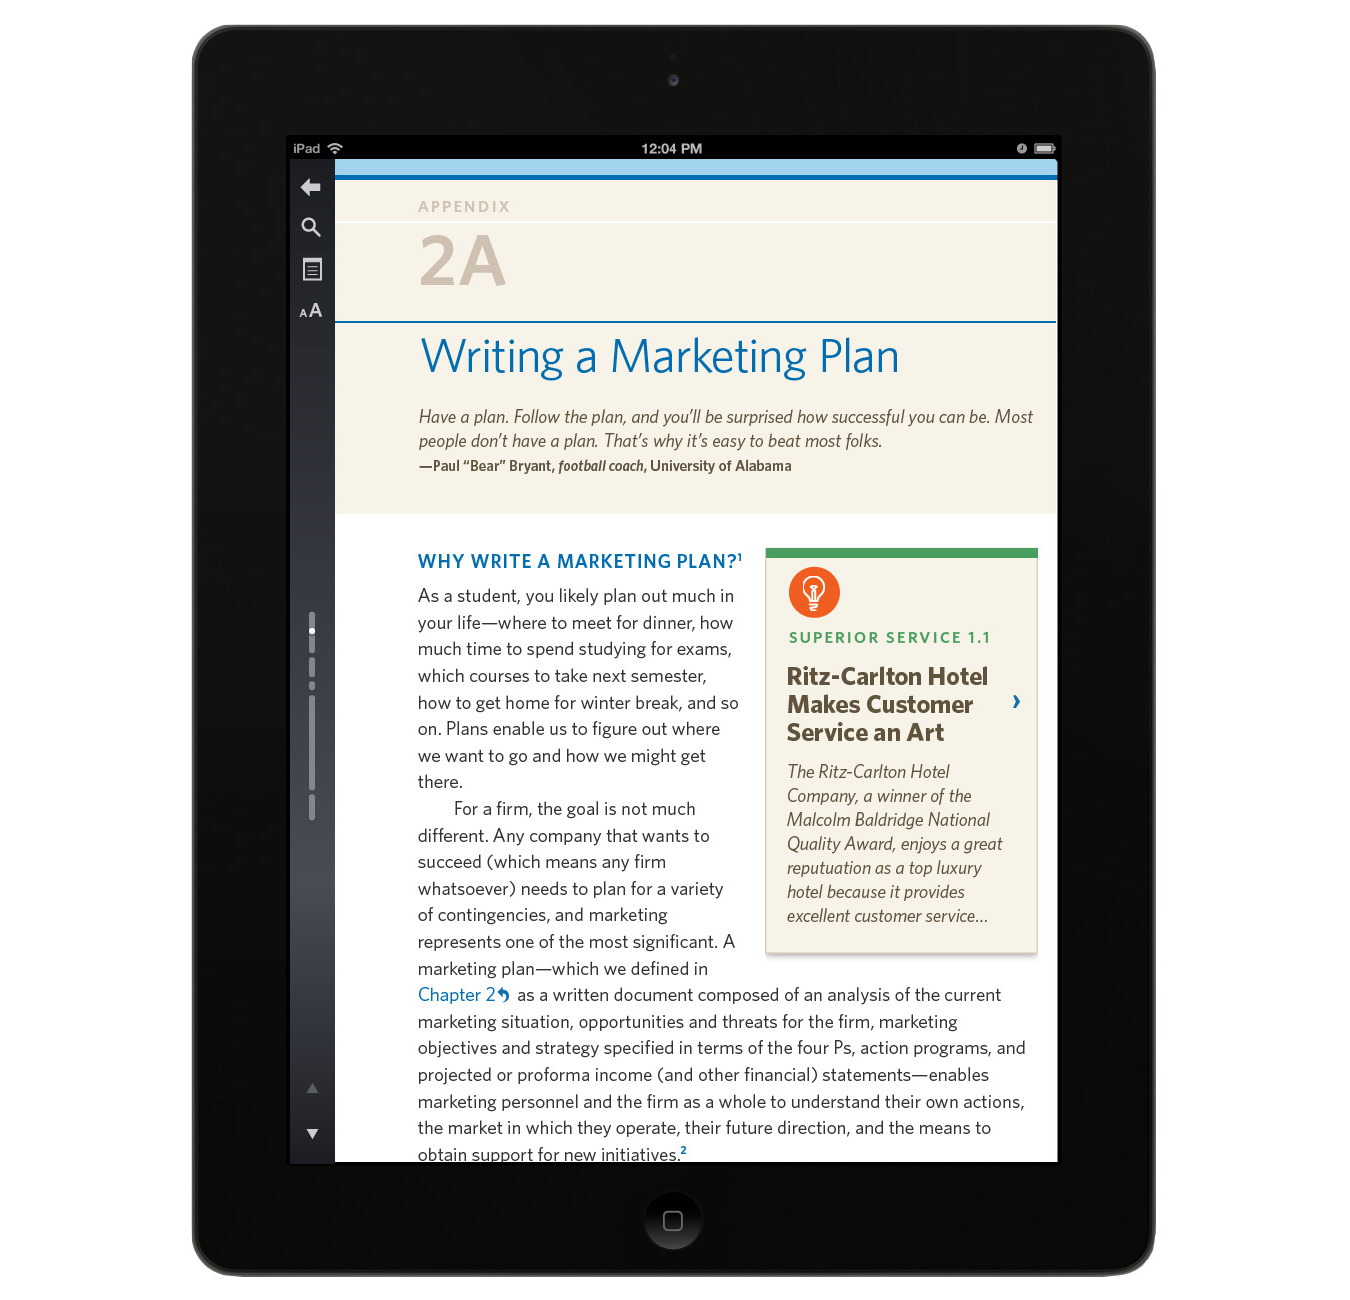 iPad
12:04 PM
AA
APPENDIX
2A
Writing a Marketing Plan
Have a plan. Follow the plan, and you'll be surprised how successful you can be. Most
people don't have a plan. That's why it's easy to beat most folks.
—Paul “Bear” Bryant, football coach, University of Alabama
WHY WRITE A MARKETING PLAN?¹
As a student, you likely plan out much in
your life—where to meet for dinner, how
much time to spend studying for exams,
which courses to take next semester,
how to get home for winter break, and so
on. Plans enable us to figure out where
we want to go and how we might get
there.
For a firm, the goal is not much
different. Any company that wants to
succeed (which means any firm
whatsoever) needs to plan for a variety
of contingencies, and marketing
represents one of the most significant. A
marketing plan—which we defined in
Chapter 2 as a written document composed of an analysis of the current
marketing situation, opportunities and threats for the firm, marketing
objectives and strategy specified in terms of the four Ps, action programs, and
projected or proforma income (and other financial) statements—enables
marketing personnel and the firm as a whole to understand their own actions,
the market in which they operate, their future direction, and the means to
obtain support for new initiatives.²
SUPERIOR SERVICE 1.1
Ritz-Carlton Hotel
Makes Customer
Service an Art
The Ritz-Carlton Hotel
Company, a winner of the
Malcolm Baldridge National
Quality Award, enjoys a great
reputuation as a top luxury
hotel because it provides
excellent customer service...